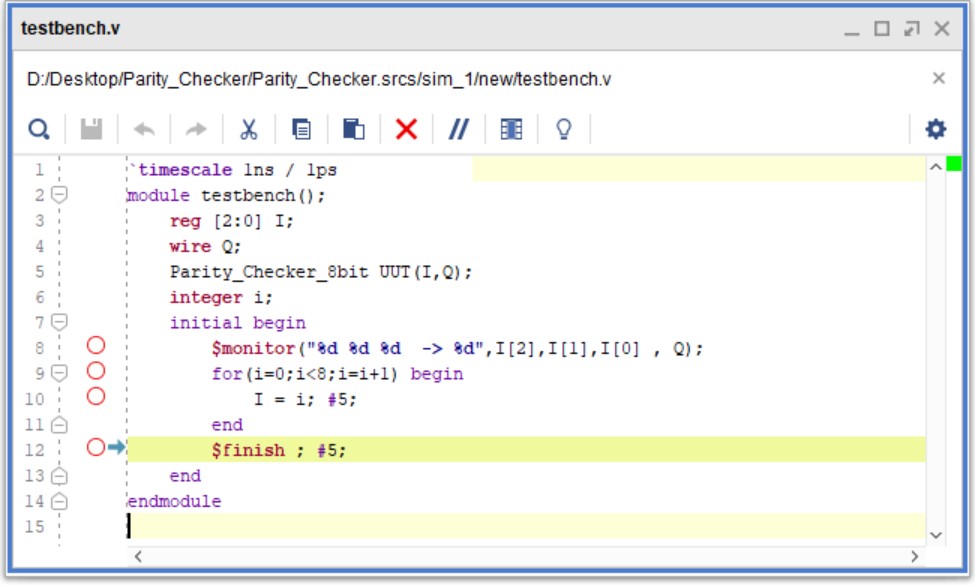 testbench.v
D:/Desktop/Parity_Checker/Parity_Checker.srcs/sim_1/new/testbench.v
1 `timescale 1ns / 1ps
2 module testbench();
3 reg [2:0] I;
4 wire Q;
5 Parity_Checker_8bit UUT(I,Q);
6 integer i;
7 initial begin
8 $monitor("%d %d %d  -> %d",I[2],I[1],I[0] , Q);
9 for(i=0;i<8;i=i+1) begin
10 I = i; #5;
11 end
12 $finish ; #5;
13 end
14 endmodule
15